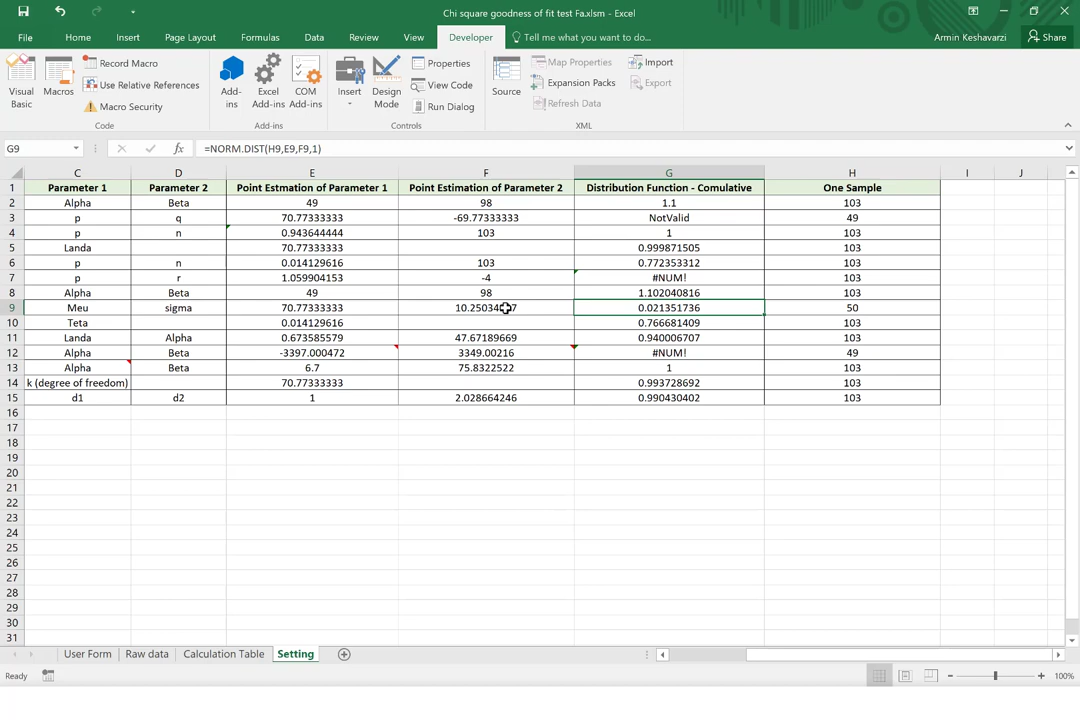 Chi square goodness of fit test Fa.xlsm - Excel
File Home Insert Page Layout Formulas Data Review View Developer Tell me what you want to do... Armin Keshavarzi Share
Visual Basic
Macros
Record Macro
Use Relative References
Macro Security
Code
Add-ins
Excel Add-ins
COM Add-ins
Add-ins
Insert
Design Mode
Properties
View Code
Run Dialog
Controls
Source
Map Properties
Expansion Packs
Refresh Data
Import
Export
XML
G9 fx =NORM.DIST(H9,E9,F9,1)
C D E F G H I J
1 Parameter 1 Parameter 2 Point Estmation of Parameter 1 Point Estimation of Parameter 2 Distribution Function - Comulative One Sample
2 Alpha Beta 49 98 1.1 103
3 p q 70.77333333 -69.77333333 NotValid 49
4 p n 0.943644444 103 1 103
5 Landa 70.77333333 0.999871505 103
6 p n 0.014129616 103 0.772353312 103
7 p r 1.059904153 -4 #NUM! 103
8 Alpha Beta 49 98 1.102040816 103
9 Meu sigma 70.77333333 0.021351736 50
10 Teta 0.014129616 0.766681409 103
11 Landa Alpha 0.673585579 47.67189669 0.940006707 103
12 Alpha Beta -3397.000472 3349.00216 #NUM! 49
13 Alpha Beta 6.7 75.8322522 1 103
14 k (degree of freedom) 70.77333333 0.993728692 103
15 d1 d2 1 2.028664246 0.990430402 103
16
17
18
19
20
21
22
23
24
25
26
27
28
29
30
31
User Form Raw data Calculation Table Setting
Ready 100%